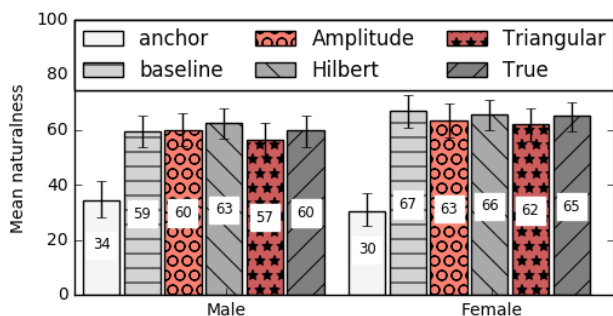 100
anchor Amplitude Triangular
80
baseline Hilbert True
Mean naturalness
60
40
20
0
34 59 60 63 57 60 30 67 63 66 62 65
Male Female